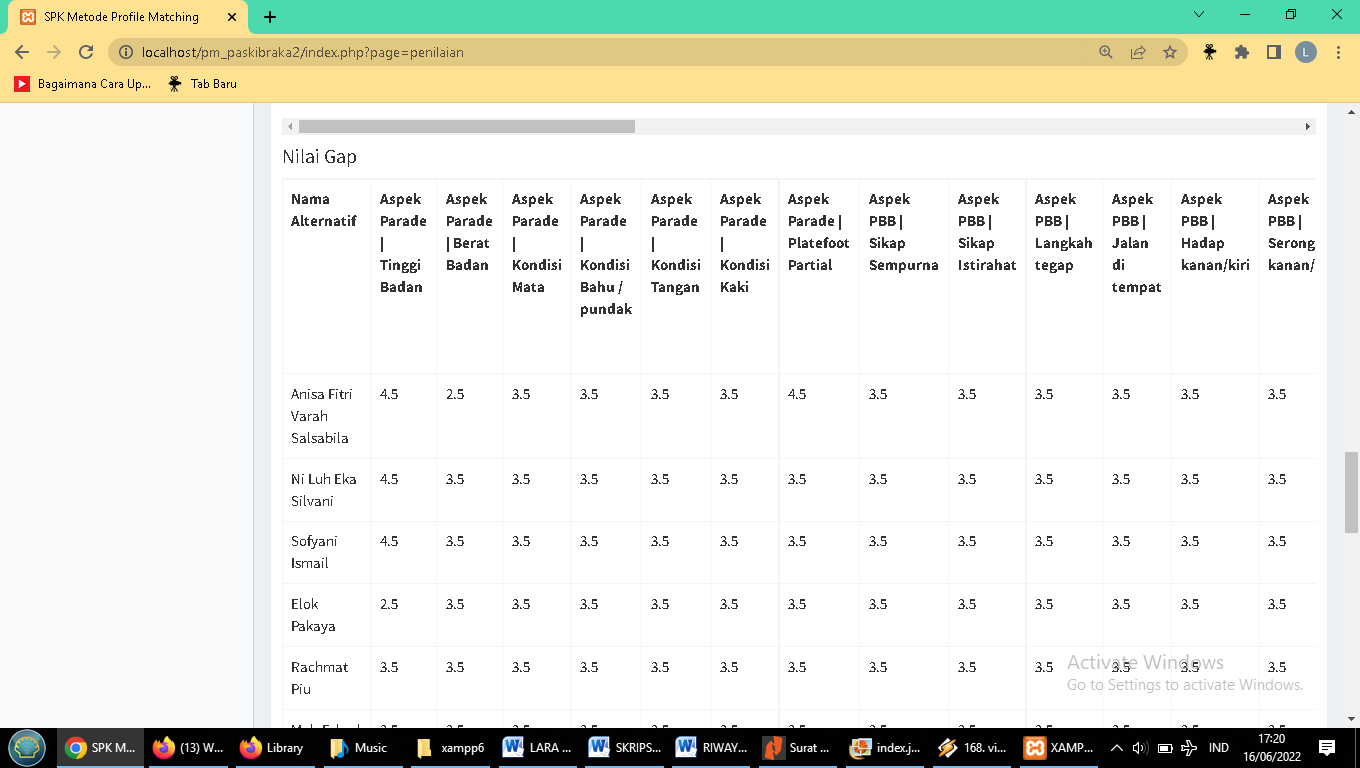 SPK Metode Profile Matching
localhost/pm_paskibraka2/index.php?page=penilaian
L
Bagaimana Cara Up...
Tab Baru
Nilai Gap
Nama Alternatif | Aspek Parade | Tinggi Badan | Aspek Parade | Berat Badan | Aspek Parade | Kondisi Mata | Aspek Parade | Kondisi Bahu / pundak | Aspek Parade | Kondisi Tangan | Aspek Parade | Kondisi Kaki | Aspek Parade | Platefoot Partial | Aspek PBB | Sikap Sempurna | Aspek PBB | Sikap Istirahat | Aspek PBB | Langkah tegap | Aspek PBB | Jalan di tempat | Aspek PBB | Hadap kanan/kiri | Aspek PBB | Serong kanan/
Anisa Fitri Varah Salsabila 4.5 2.5 3.5 3.5 3.5 3.5 4.5 3.5 3.5 3.5 3.5 3.5 3.5
Ni Luh Eka Silvani 4.5 3.5 3.5 3.5 3.5 3.5 3.5 3.5 3.5 3.5 3.5 3.5 3.5
Sofyani Ismail 4.5 3.5 3.5 3.5 3.5 3.5 3.5 3.5 3.5 3.5 3.5 3.5 3.5
Elok Pakaya 2.5 3.5 3.5 3.5 3.5 3.5 3.5 3.5 3.5 3.5 3.5 3.5 3.5
Rachmat Piu 3.5 3.5 3.5 3.5 3.5 3.5 3.5 3.5 3.5 3.5 3.5 3.5 3.5
Activate Windows
Go to Settings to activate Windows.
SPK M...
(13) W...
Library
Music
xampp6
LARA ...
SKRIPS...
RIWAY...
Surat ...
index.j...
168. vi...
XAMP...
IND
17:20
16/06/2022